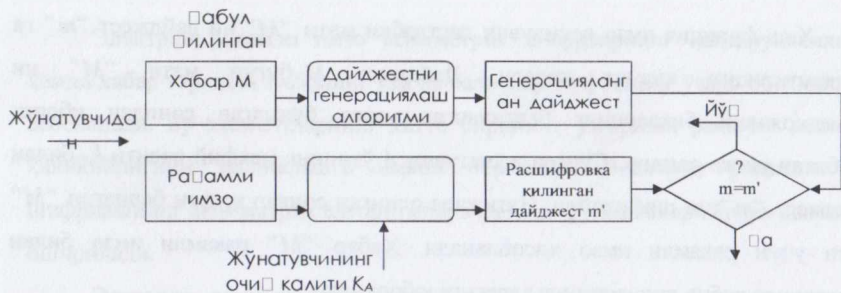 □абул
□илинган
Хабар М
Дайджестни
генерациялаш
алгоритми
Генерацияланг
ан дайджест
Жўнатувчида
н
Йў□
?
m=m'
Ра□амли
имзо
Расшифровка
қилинган
дайджест m'
□а
Жўнатувчининг
очи□ калити KA